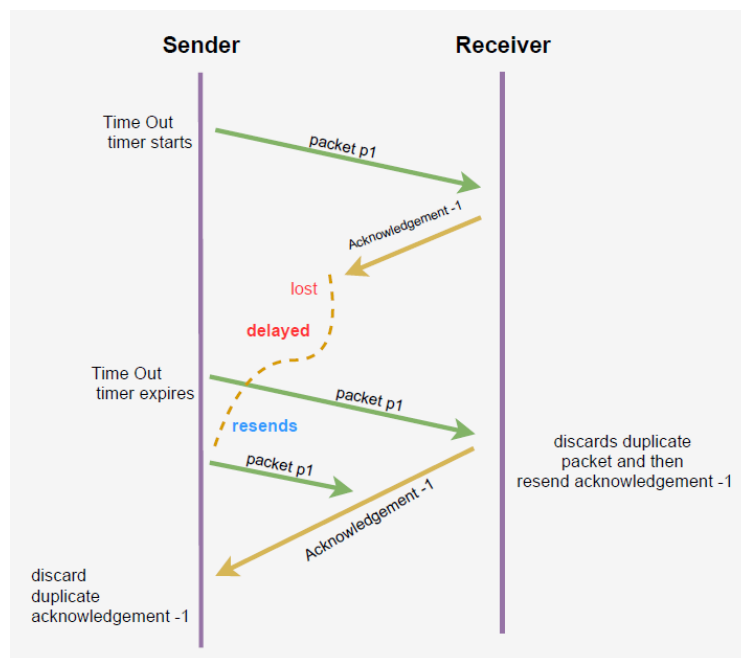 Sender
Receiver
Time Out
timer starts
packet p1
Acknowledgement -1
lost
delayed
Time Out
timer expires
packet p1
resends
packet p1
discards duplicate
packet and then
resend acknowledgement -1
Acknowledgement -1
discard
duplicate
acknowledgement -1